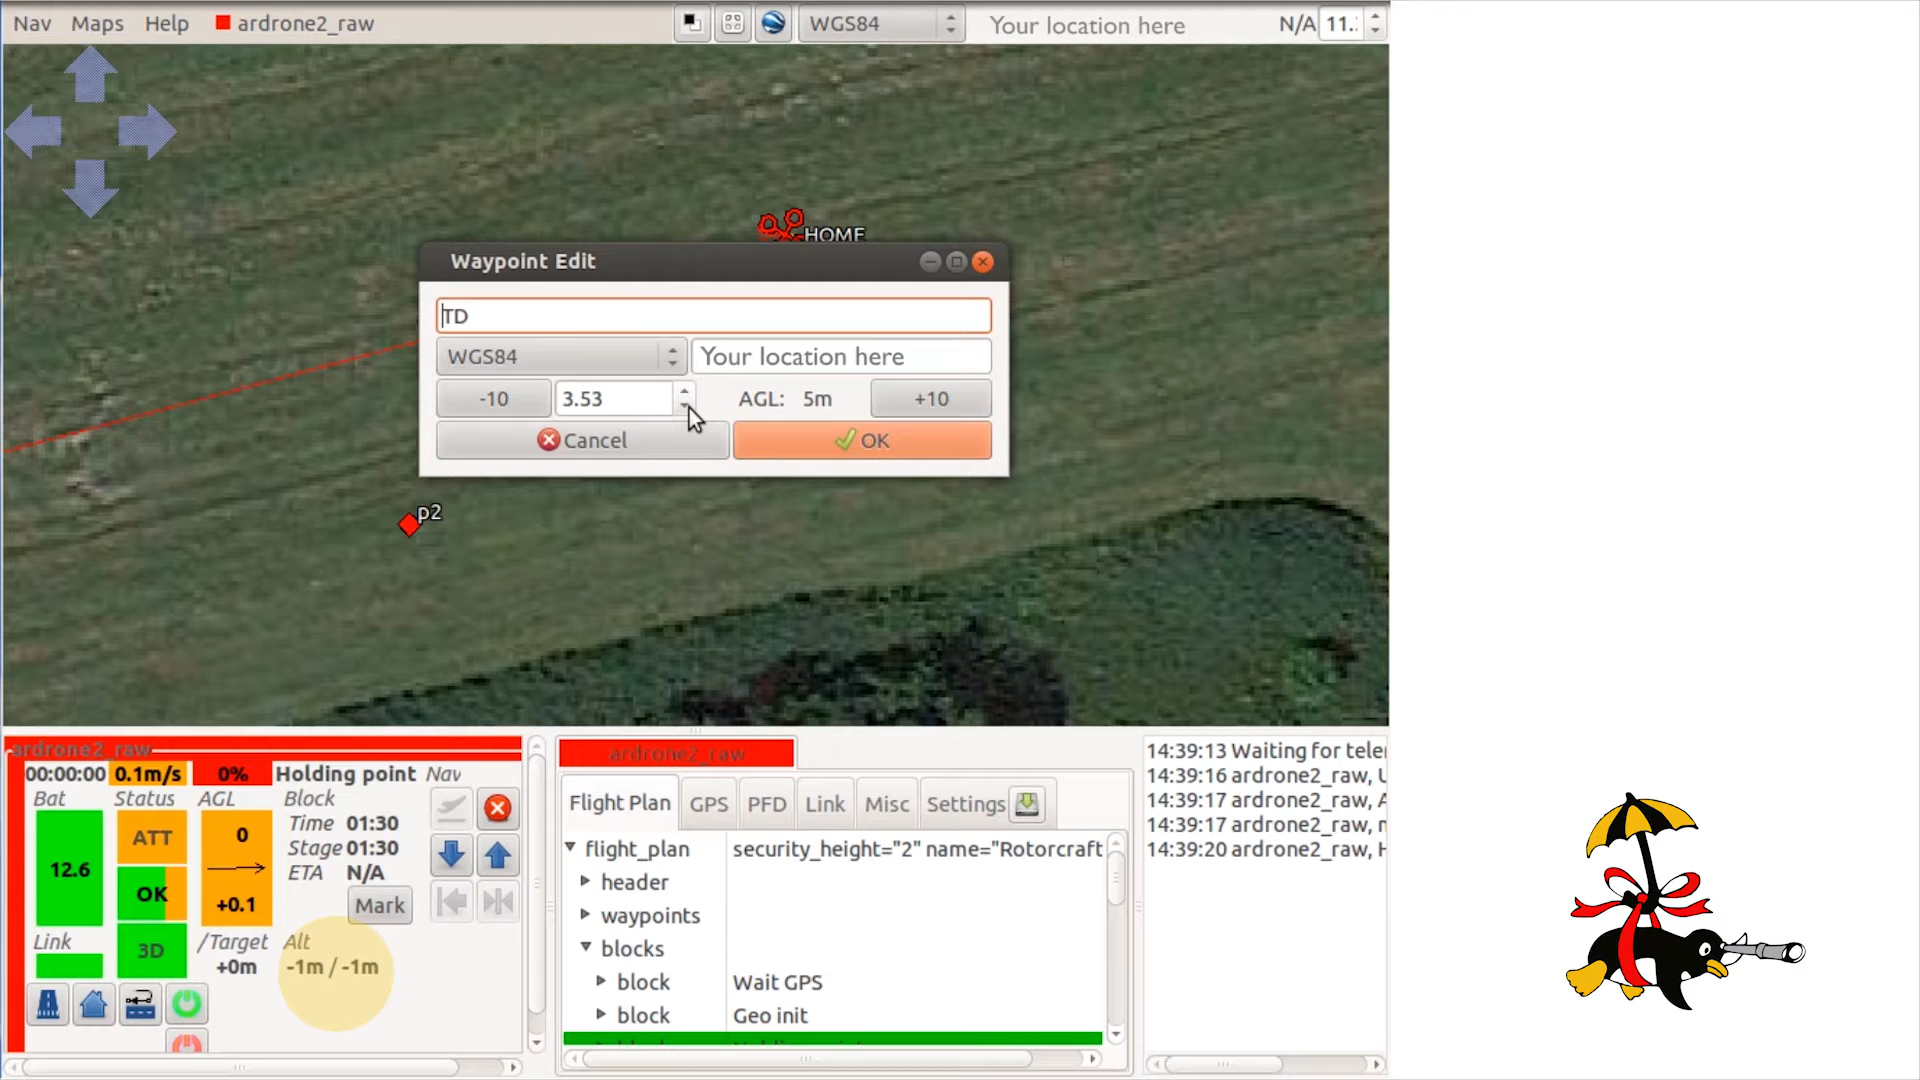 Nav Maps Help ardrone2_raw WGS84 Your location here N/A 11.
HOME
Waypoint Edit
TD
WGS84 Your location here
-10 3.53 AGL: 5m +10
Cancel OK
p2
ardrone2_raw
00:00:00 0.1m/s 0% Holding point Nav
Bat Status AGL Block
Time 01:30
Stage 01:30
ETA N/A
ATT
0
12.6
OK
+0.1
Mark
Link 3D /Target Alt
+0m -1m / -1m
ardrone2_raw
Flight Plan GPS PFD Link Misc Settings
flight_plan security_height="2" name="Rotorcraft
header
waypoints
blocks
block Wait GPS
block Geo init
14:39:13 Waiting for teler
14:39:16 ardrone2_raw, U
14:39:17 ardrone2_raw, A
14:39:17 ardrone2_raw, n
14:39:20 ardrone2_raw, H